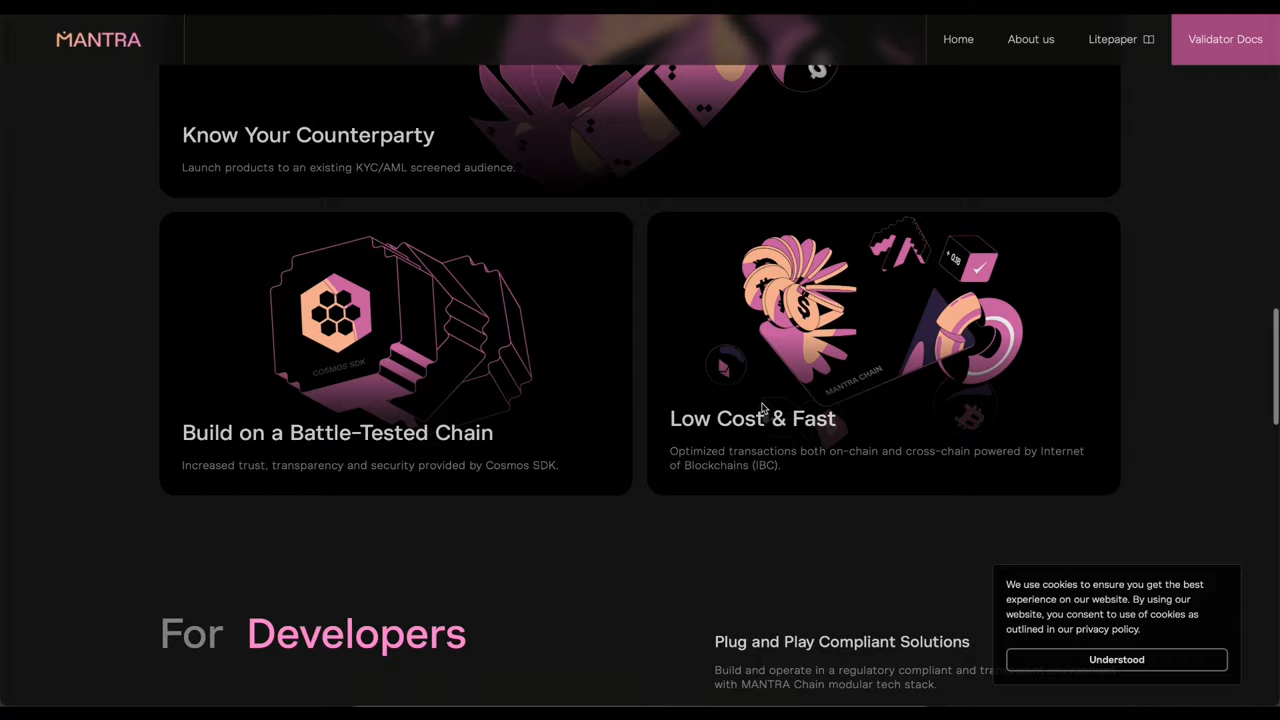 MANTRA
Home
About us
Litepaper
Validator Docs
Know Your Counterparty
Launch products to an existing KYC/AML screened audience.
COSMOS SDK
Build on a Battle-Tested Chain
Increased trust, transparency and security provided by Cosmos SDK.
+ 0.18
MANTRA CHAIN
Low Cost & Fast
Optimized transactions both on-chain and cross-chain powered by Internet
of Blockchains (IBC).
For Developers
Plug and Play Compliant Solutions
Build and operate in a regulatory compliant and transparent environment
with MANTRA Chain modular tech stack.
We use cookies to ensure you get the best
experience on our website. By using our
website, you consent to use of cookies as
outlined in our privacy policy.
Understood